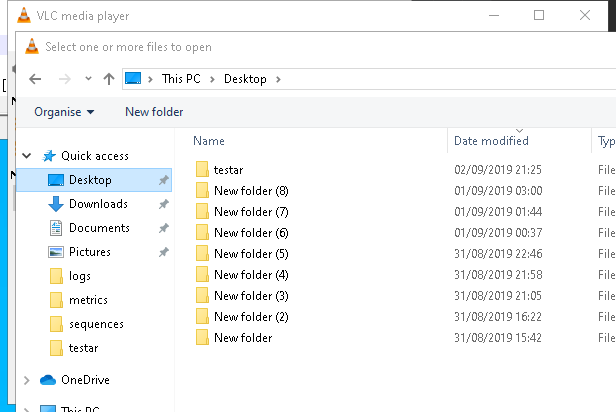 VLC media player
Select one or more files to open
This PC > Desktop >
Organise New folder
Name Date modified Typ
Quick access
Desktop
Downloads
Documents
Pictures
logs
metrics
sequences
testar
OneDrive
This PC
testar 02/09/2019 21:25 File
New folder (8) 01/09/2019 03:00 File
New folder (7) 01/09/2019 01:44 File
New folder (6) 01/09/2019 00:37 File
New folder (5) 31/08/2019 22:46 File
New folder (4) 31/08/2019 21:58 File
New folder (3) 31/08/2019 21:05 File
New folder (2) 31/08/2019 16:22 File
New folder 31/08/2019 15:42 File